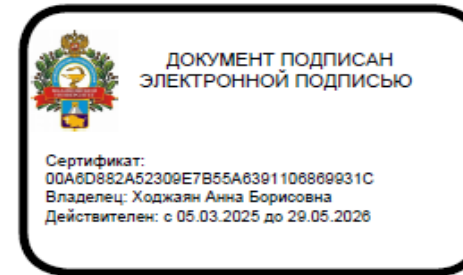 ДОКУМЕНТ ПОДПИСАН
ЭЛЕКТРОННОЙ ПОДПИСЬЮ
Сертификат:
00A6D882A52309E7B55A6391106869931C
Владелец: Ходжаян Анна Борисовна
Действителен: с 05.03.2025 до 29.05.2026